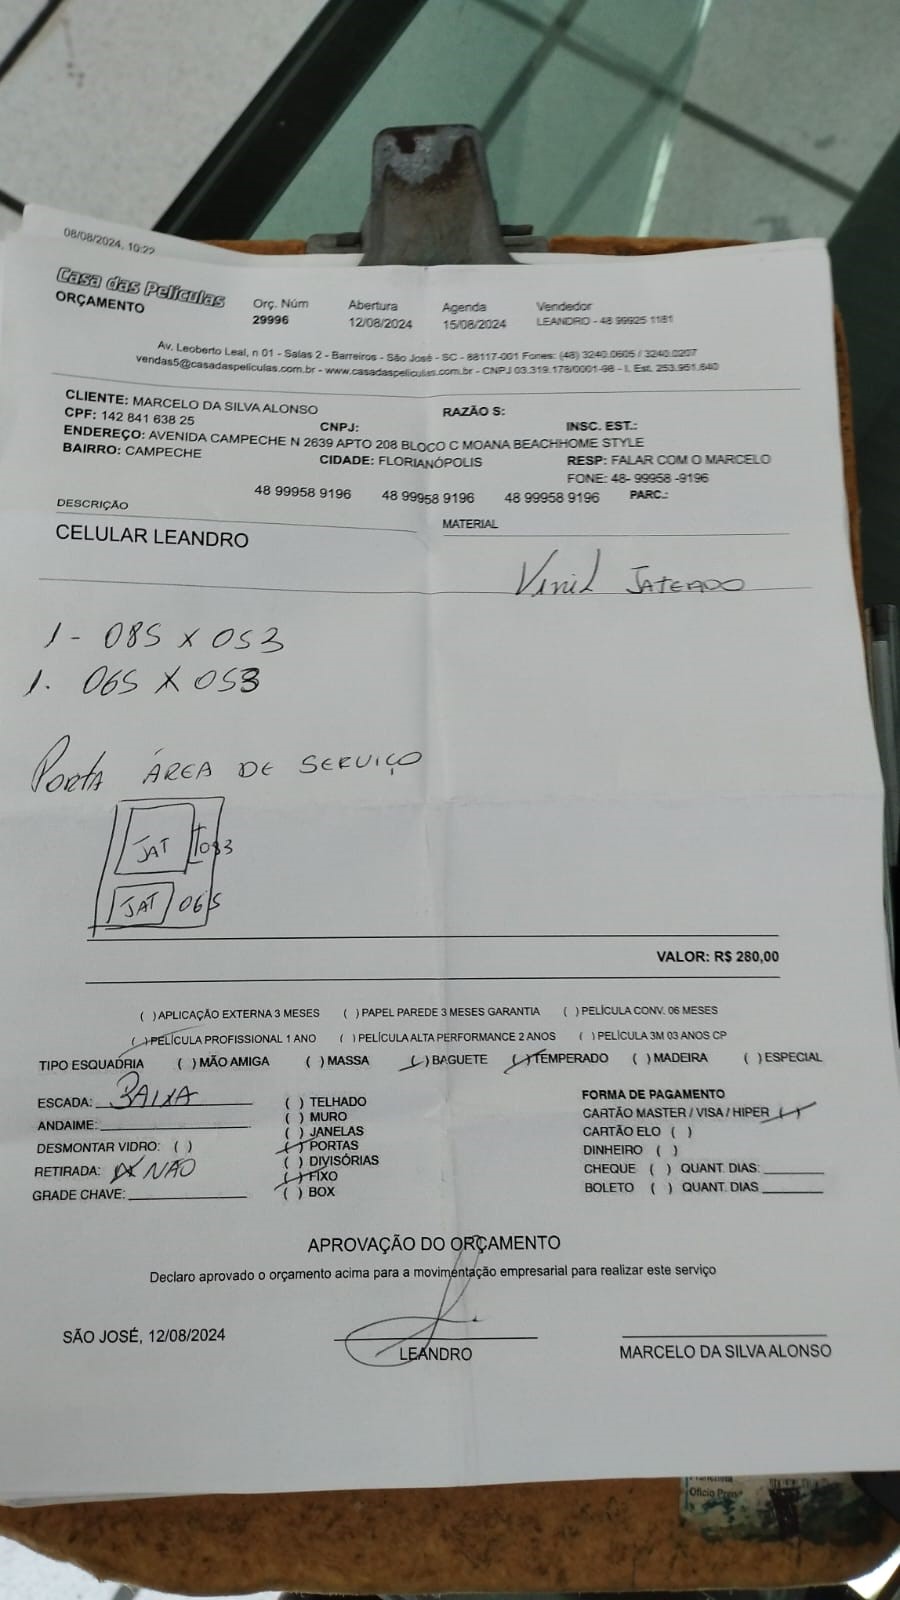 08/08/2024, 10:22
Casa das Películas
ORÇAMENTO
Orç. Núm
29996
Abertura
12/08/2024
Agenda
15/08/2024
Vendedor
LEANDRO - 48 99925 1181
Av. Leoberto Leal, n 01 - Salas 2 - Barreiros - São José - SC - 88117-001 Fones: (48) 3240.0605 / 3240.0207
vendas5@casadaspeliculas.com.br - www.casadaspeliculas.com.br - CNPJ 03.319.178/0001-98 - I. Est. 253.951.640
CLIENTE: MARCELO DA SILVA ALONSO RAZÃO S:
CPF: 142 841 638 25 CNPJ: INSC. EST.:
ENDEREÇO: AVENIDA CAMPECHE N 2639 APTO 208 BLOCO C MOANA BEACHHOME STYLE
BAIRRO: CAMPECHE CIDADE: FLORIANÓPOLIS RESP: FALAR COM O MARCELO
FONE: 48- 99958 -9196
48 99958 9196 48 99958 9196 48 99958 9196 PARC.:
DESCRIÇÃO MATERIAL
CELULAR LEANDRO
Vinil JATEADO
1 - 085 X 053
1. 065 X 053
Porta ÁREA DE SERVIÇO
JAT
JAT 065
VALOR: R$ 280,00
( ) APLICAÇÃO EXTERNA 3 MESES ( ) PAPEL PAREDE 3 MESES GARANTIA ( ) PELÍCULA CONV. 06 MESES
( ) PELÍCULA PROFISSIONAL 1 ANO ( ) PELÍCULA ALTA PERFORMANCE 2 ANOS ( ) PELÍCULA 3M 03 ANOS CP
TIPO ESQUADRIA ( ) MÃO AMIGA ( ) MASSA ( ) BAGUETE ( ) TEMPERADO ( ) MADEIRA ( ) ESPECIAL
ESCADA: BAIXA
ANDAIME:
DESMONTAR VIDRO: ( )
RETIRADA: (X) NÃO
GRADE CHAVE:
( ) TELHADO
( ) MURO
( ) JANELAS
( ) PORTAS
( ) DIVISÓRIAS
( ) FIXO
( ) BOX
FORMA DE PAGAMENTO
CARTÃO MASTER / VISA / HIPER ( )
CARTÃO ELO ( )
DINHEIRO ( )
CHEQUE ( ) QUANT. DIAS:
BOLETO ( ) QUANT. DIAS
APROVAÇÃO DO ORÇAMENTO
Declaro aprovado o orçamento acima para a movimentação empresarial para realizar este serviço
SÃO JOSÉ, 12/08/2024
LEANDRO
MARCELO DA SILVA ALONSO